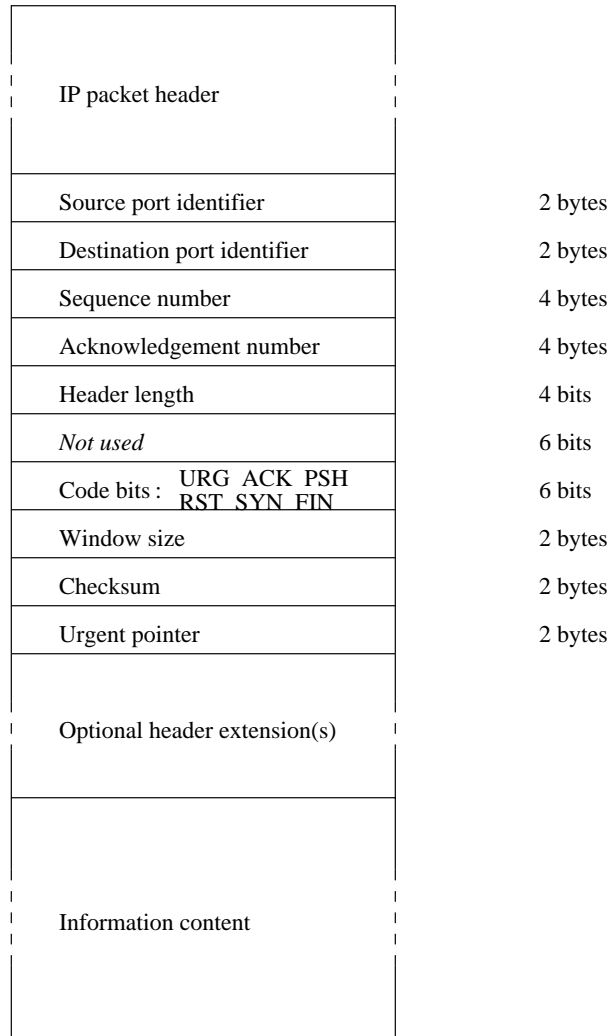 IP packet header
Source port identifier 2 bytes
Destination port identifier 2 bytes
Sequence number 4 bytes
Acknowledgement number 4 bytes
Header length 4 bits
Not used 6 bits
Code bits : URG ACK PSH 6 bits
RST SYN FIN
Window size 2 bytes
Checksum 2 bytes
Urgent pointer 2 bytes
Optional header extension(s)
Information content